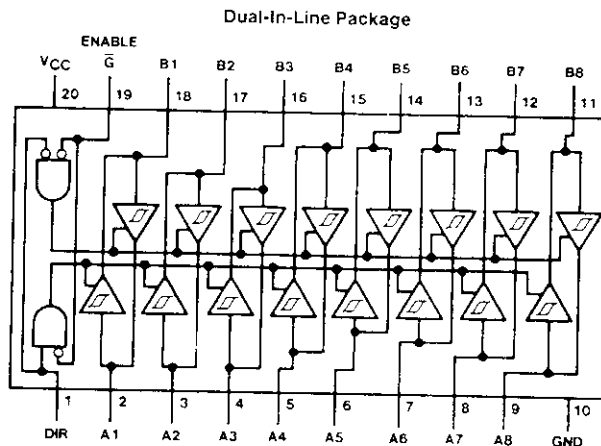 Dual-In-Line Package
ENABLE
VCC G̅ B1 B2 B3 B4 B5 B6 B7 B8
20 19 18 17 16 15 14 13 12 11
1 2 3 4 5 6 7 8 9 10
DIR A1 A2 A3 A4 A5 A6 A7 A8 GND